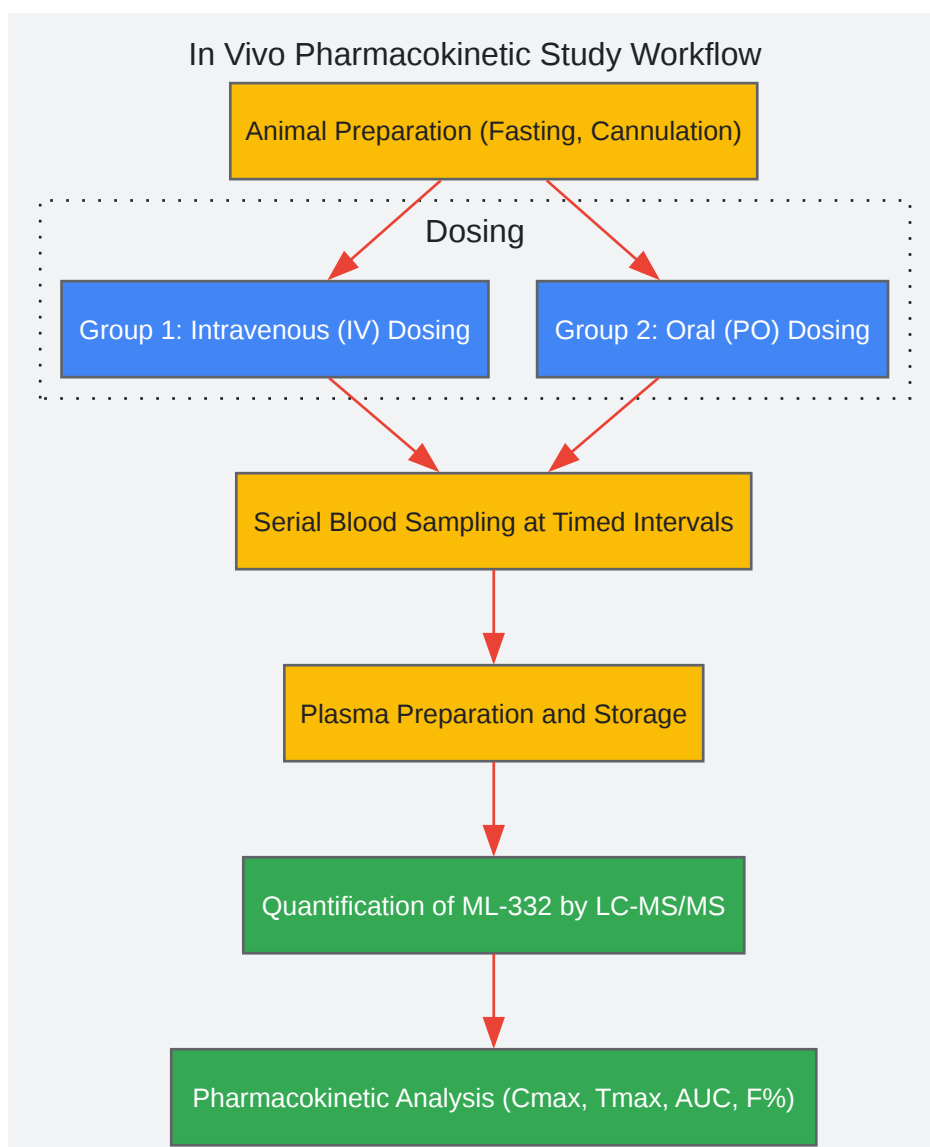 In Vivo Pharmacokinetic Study Workflow
Animal Preparation (Fasting, Cannulation)
Dosing
Group 1: Intravenous (IV) Dosing
Group 2: Oral (PO) Dosing
Serial Blood Sampling at Timed Intervals
Plasma Preparation and Storage
Quantification of ML-332 by LC-MS/MS
Pharmacokinetic Analysis (Cmax, Tmax, AUC, F%)